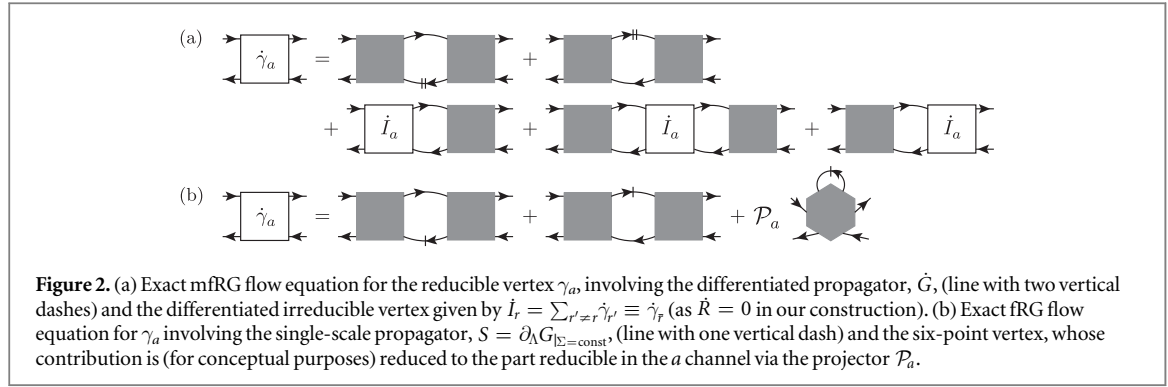 (a) γ̇ₐ = +
+ İₐ + İₐ + İₐ
(b) γ̇ₐ = + + 𝒫ₐ
Figure 2. (a) Exact mfRG flow equation for the reducible vertex γₐ, involving the differentiated propagator, Ġ, (line with two vertical
dashes) and the differentiated irreducible vertex given by İᵣ = ∑ᵣ′≠ᵣ γ̇ᵣ′ ≡ γ̇ᵣ̄ (as Ṙ = 0 in our construction). (b) Exact fRG flow
equation for γₐ involving the single-scale propagator, S = ∂_Λ G_|Σ=const, (line with one vertical dash) and the six-point vertex, whose
contribution is (for conceptual purposes) reduced to the part reducible in the a channel via the projector 𝒫ₐ.